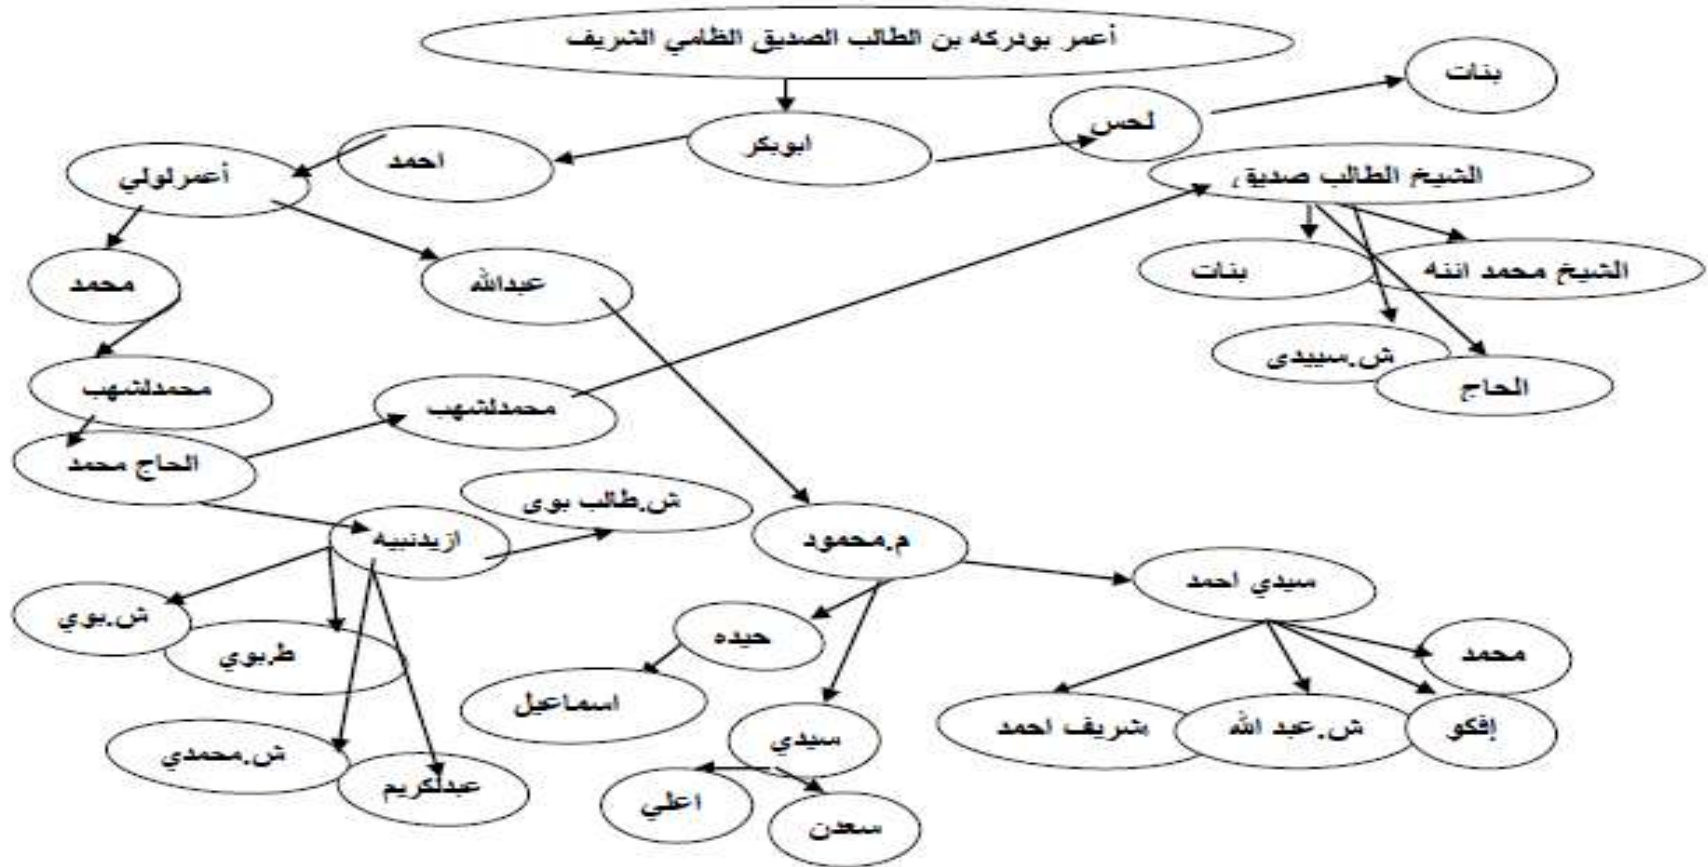 أعمر بودركه بن الطالب الصديق الظامي الشريف
بنات
لحس
ابوبكر
احمد
أعمرلولي
الشيخ الطالب صديق
محمد
عبدالله
بنات
الشيخ محمد اننه
ش.سييدي
الحاج
محمدلشهب
محمدلشهب
الحاج محمد
ش.طالب بوي
ازيدنبيه
م.محمود
سيدي احمد
ش.بوي
ط.بوي
حيده
محمد
اسماعيل
سيدي
شريف احمد
ش.عبد الله
إفكو
ش.محمدي
عبدلكريم
اعلي
سعدن